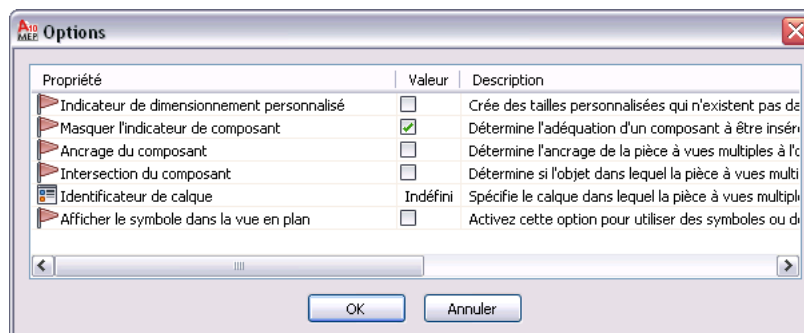 A10 MEP Options
Propriété Valeur Description
Indicateur de dimensionnement personnalisé Crée des tailles personnalisées qui n'existent pas da
Masquer l'indicateur de composant Détermine l'adéquation d'un composant à être insér
Ancrage du composant Détermine l'ancrage de la pièce à vues multiples à l'o
Intersection du composant Détermine si l'objet dans lequel la pièce à vues multi
Identificateur de calque Indéfini Spécifie le calque dans lequel la pièce à vues multipl
Afficher le symbole dans la vue en plan Activez cette option pour utiliser des symboles ou de
OK Annuler